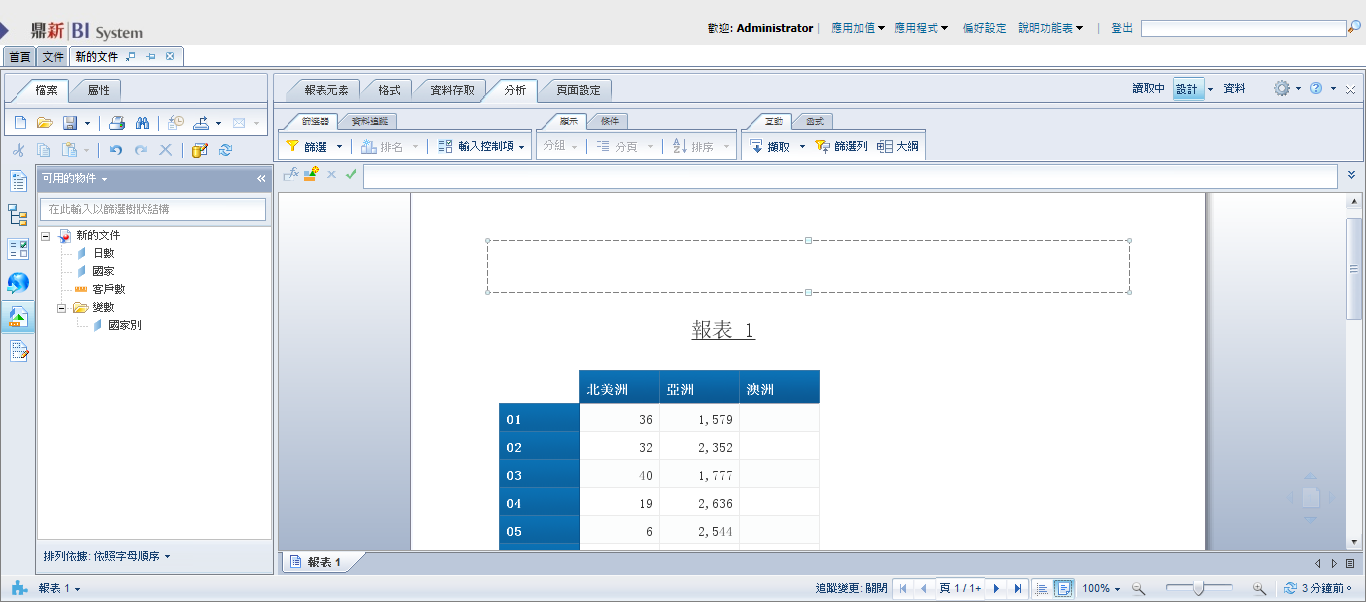 鼎新 BI System
歡迎: Administrator | 應用加值 應用程式 偏好設定 說明功能表 | 登出
首頁 文件 新的文件
檔案 屬性
報表元素 格式 資料存取 分析 頁面設定
讀取中 設計 資料
篩選器 資料追蹤
顯示 條件
互動 函式
篩選 排名 輸入控制項
分組 分頁 排序
擷取 篩選列 大綱
可用的物件
在此輸入以篩選樹狀結構
新的文件
日數
國家
客戶數
變數
國家別
報表 1
北美洲 亞洲 澳洲
01 36 1,579
02 32 2,352
03 40 1,777
04 19 2,636
05 6 2,544
排列依據: 依照字母順序
報表 1
報表 1
追蹤變更: 關閉
頁 1 / 1+
100%
3 分鐘前。